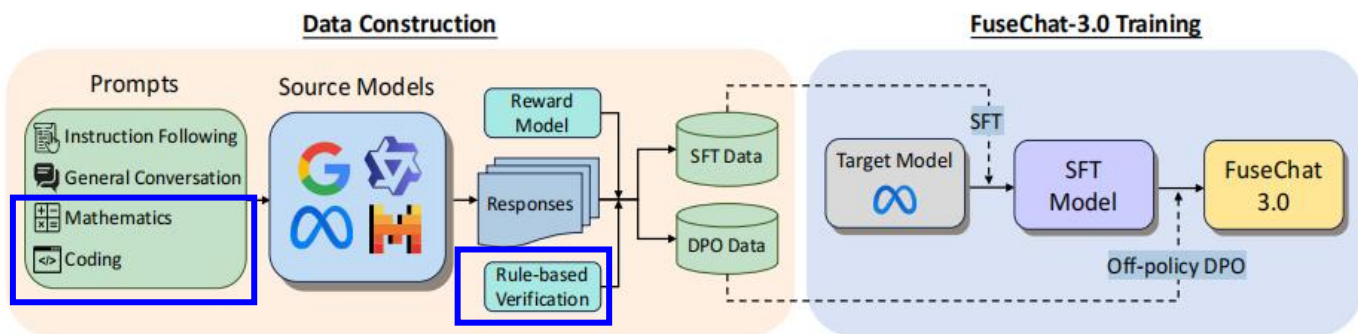 Data Construction
FuseChat-3.0 Training
Prompts
Instruction Following
General Conversation
Mathematics
Coding
Source Models
Reward
Model
Responses
Rule-based
Verification
SFT Data
DPO Data
SFT
Target Model
SFT
Model
FuseChat
3.0
Off-policy DPO